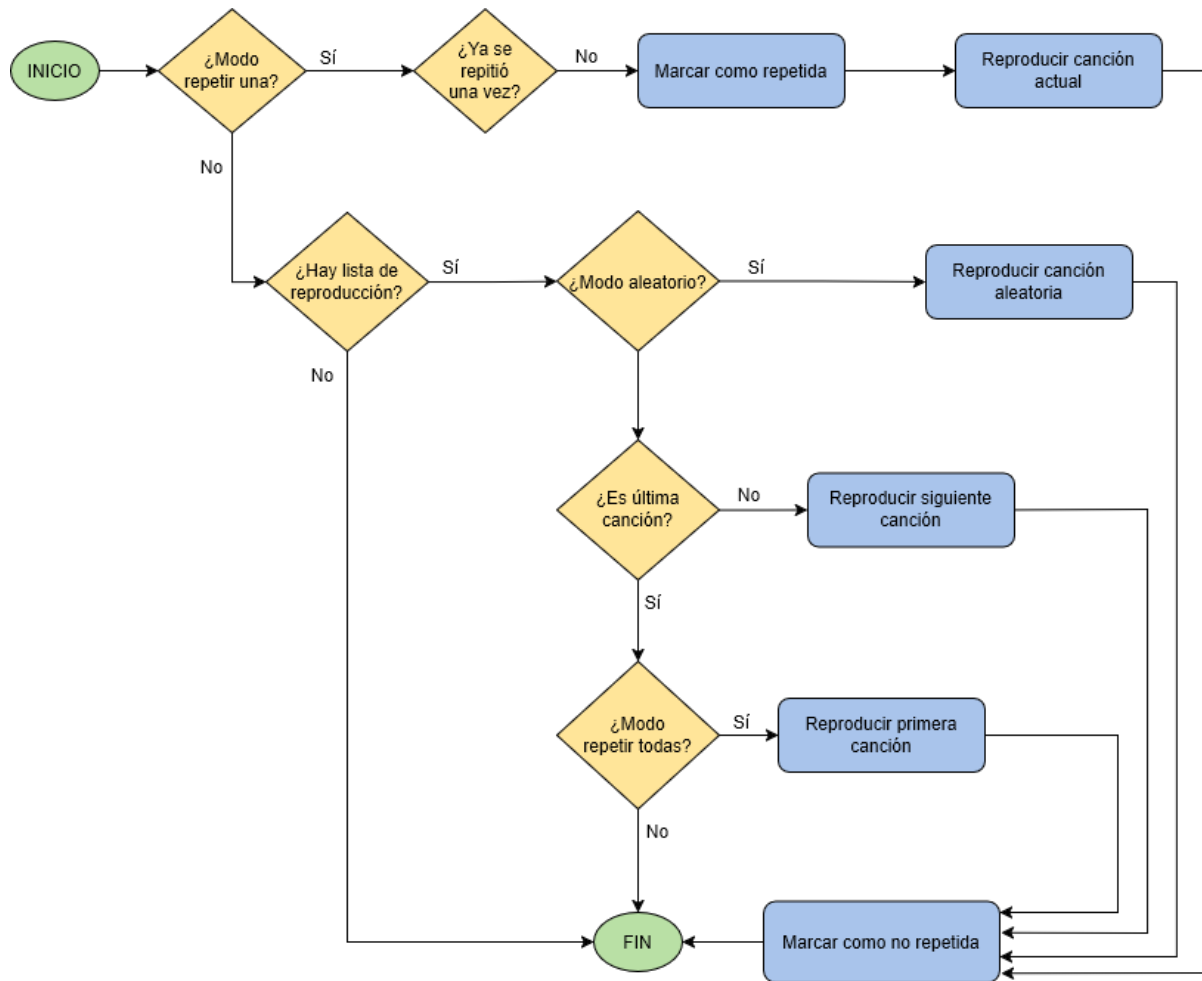 INICIO
¿Modo
repetir una?
Sí
¿Ya se
repitió
una vez?
No
Marcar como repetida
Reproducir canción
actual
No
¿Hay lista de
reproducción?
Sí
¿Modo aleatorio?
Sí
Reproducir canción
aleatoria
No
¿Es última
canción?
No
Reproducir siguiente
canción
Sí
¿Modo
repetir todas?
Sí
Reproducir primera
canción
No
FIN
Marcar como no repetida